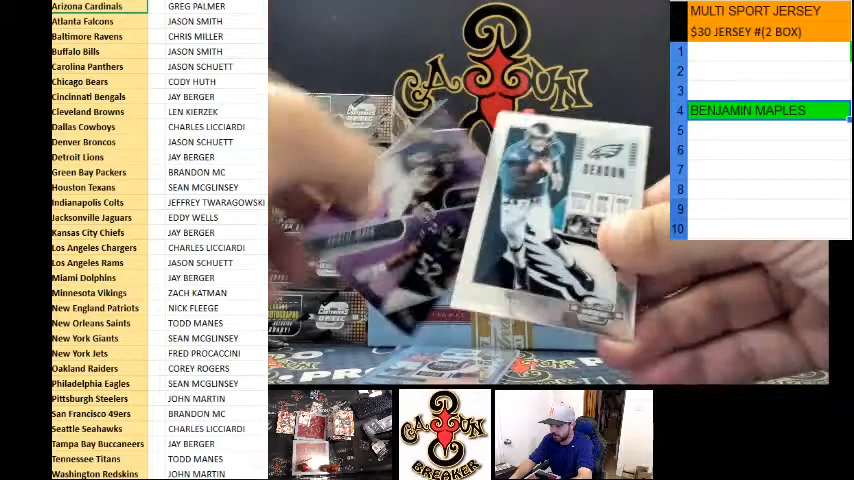 Arizona Cardinals GREG PALMER
Atlanta Falcons JASON SMITH
Baltimore Ravens CHRIS MILLER
Buffalo Bills JASON SMITH
Carolina Panthers JASON SCHUETT
Chicago Bears CODY HUTH
Cincinnati Bengals JAY BERGER
Cleveland Browns LEN KIERZEK
Dallas Cowboys CHARLES LICCIARDI
Denver Broncos JASON SCHUETT
Detroit Lions JAY BERGER
Green Bay Packers BRANDON MC
Houston Texans SEAN MCGLINSEY
Indianapolis Colts JEFFREY TWARAGOWSKI
Jacksonville Jaguars EDDY WELLS
Kansas City Chiefs JAY BERGER
Los Angeles Chargers CHARLES LICCIARDI
Los Angeles Rams JASON SCHUETT
Miami Dolphins JAY BERGER
Minnesota Vikings ZACH KATMAN
New England Patriots NICK FLEEGE
New Orleans Saints TODD MANES
New York Giants SEAN MCGLINSEY
New York Jets FRED PROCACCINI
Oakland Raiders COREY ROGERS
Philadelphia Eagles SEAN MCGLINSEY
Pittsburgh Steelers JOHN MARTIN
San Francisco 49ers BRANDON MC
Seattle Seahawks CHARLES LICCIARDI
Tampa Bay Buccaneers JAY BERGER
Tennessee Titans TODD MANES
Washington Redskins JOHN MARTIN
CAJUN
52
MULTI SPORT JERSEY
$30 JERSEY #(2 BOX)
1
2
3
4 BENJAMIN MAPLES
5
6
7
8
9
10
CAJUN
BREAKER